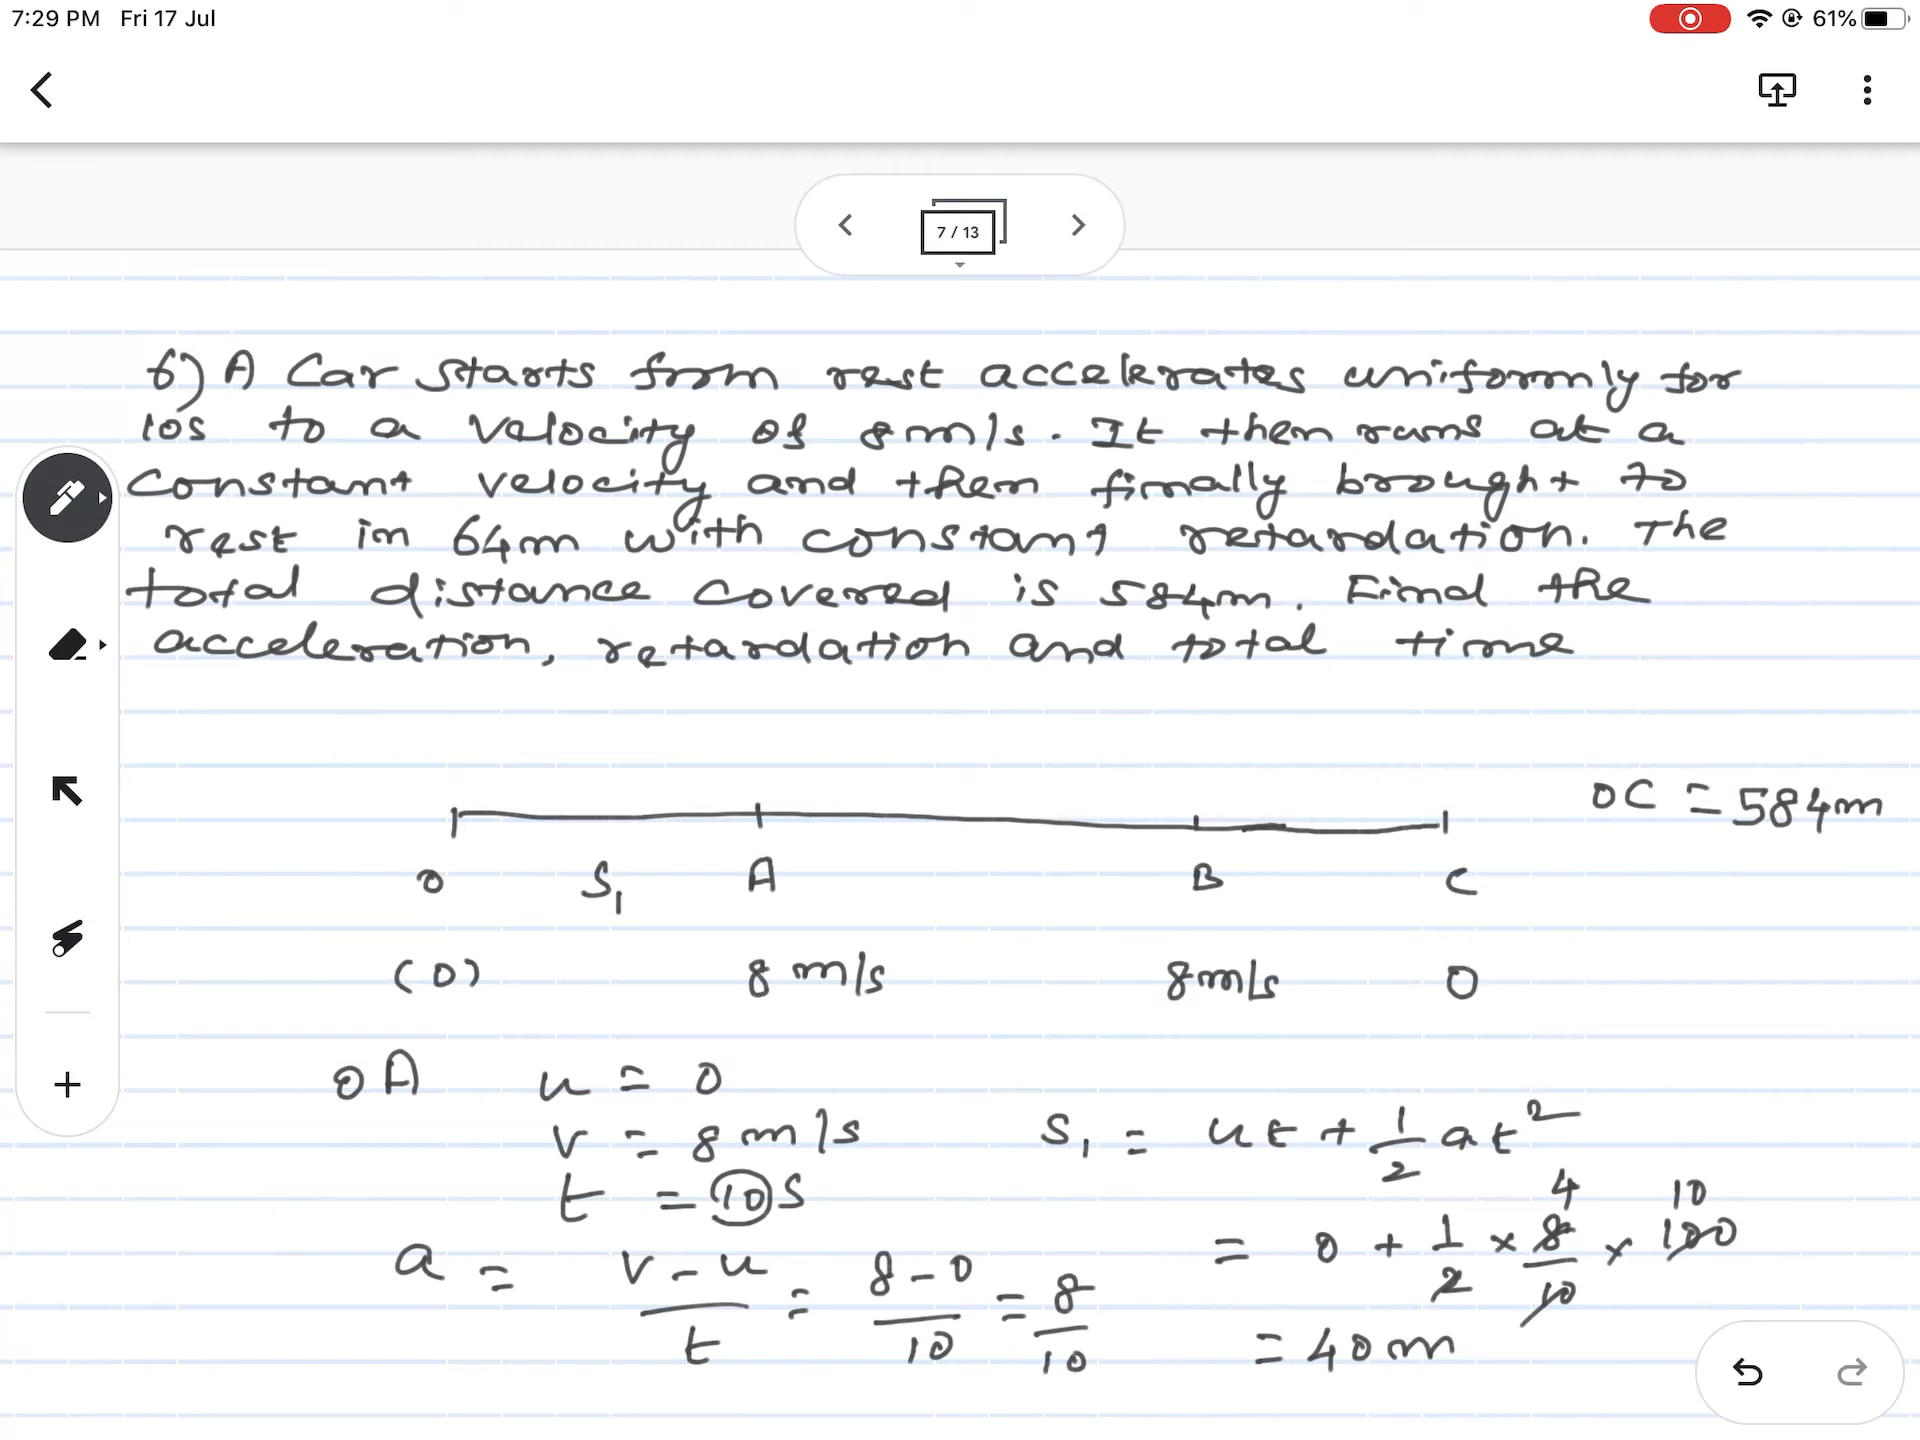 7:29 PM Fri 17 Jul 61%
7 / 13
6) A Car starts from rest accelerates uniformly for
10s to a velocity of 8m/s. It then runs at a
constant velocity and then finally brought to
rest in 64m with constant retardation. The
total distance covered is 584m. Find the
acceleration, retardation and total time
OC = 584m
O S₁ A B C
(0) 8 m/s 8m/s 0
OA u = 0
v = 8 m/s S₁ = ut + 1/2 at²
t = 10 s 4 10
= 0 + 1/2 × 8/10 × 100
a = v - u / t = 8 - 0 / 10 = 8/10
= 40 m